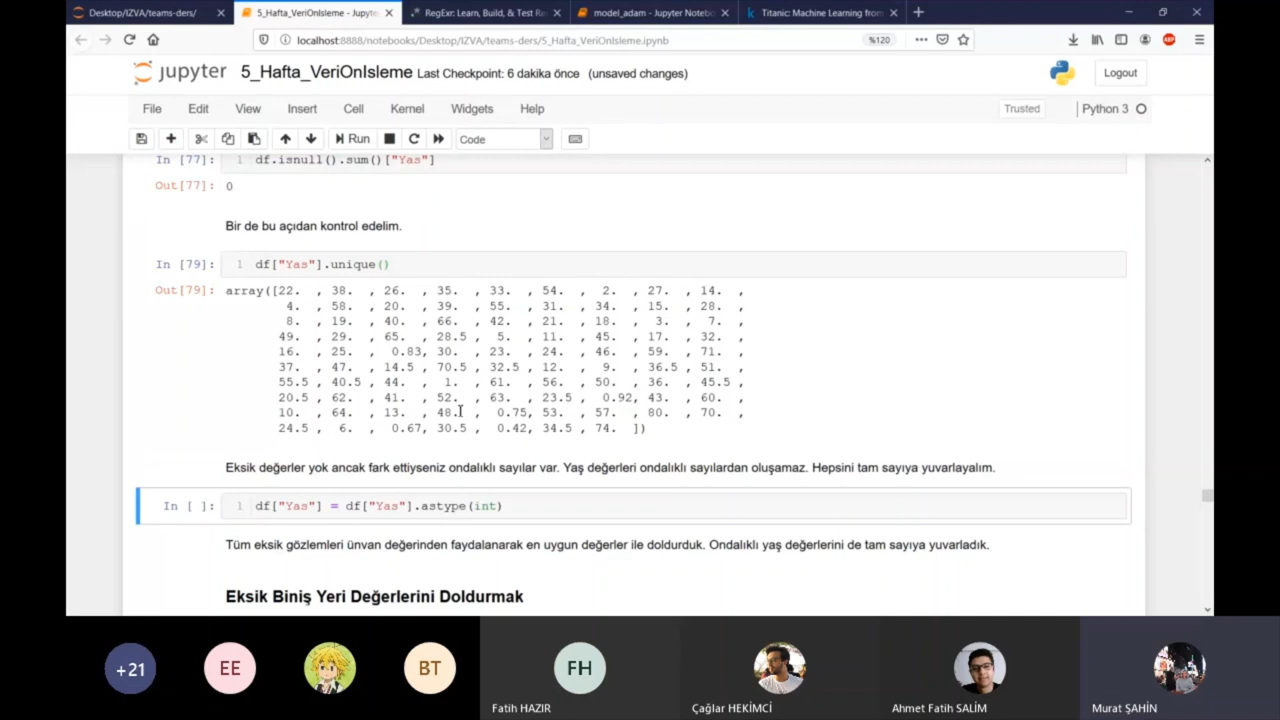 Desktop/IZVA/teams-ders/
5_Hafta_VeriOnIsleme - Jupyte
RegExr: Learn, Build, & Test Re
model_adam - Jupyter Notebo
Titanic: Machine Learning from
localhost:8888/notebooks/Desktop/IZVA/teams-ders/5_Hafta_VeriOnIsleme.ipynb
%120
ABP
jupyter 5_Hafta_VeriOnIsleme Last Checkpoint: 6 dakika önce (unsaved changes)
Logout
File Edit View Insert Cell Kernel Widgets Help
Trusted
Python 3
Run
Code
In [77]: 1 df.isnull().sum()["Yas"]
Out[77]: 0
Bir de bu açıdan kontrol edelim.
In [79]: 1 df["Yas"].unique()
Out[79]: array([22. , 38. , 26. , 35. , 33. , 54. , 2. , 27. , 14. ,
4. , 58. , 20. , 39. , 55. , 31. , 34. , 15. , 28. ,
8. , 19. , 40. , 66. , 42. , 21. , 18. , 3. , 7. ,
49. , 29. , 65. , 28.5 , 5. , 11. , 45. , 17. , 32. ,
16. , 25. , 0.83, 30. , 23. , 24. , 46. , 59. , 71. ,
37. , 47. , 14.5 , 70.5 , 32.5 , 12. , 9. , 36.5 , 51. ,
55.5 , 40.5 , 44. , 1. , 61. , 56. , 50. , 36. , 45.5 ,
20.5 , 62. , 41. , 52. , 63. , 23.5 , 0.92, 43. , 60. ,
10. , 64. , 13. , 48. , 0.75, 53. , 57. , 80. , 70. ,
24.5 , 6. , 0.67, 30.5 , 0.42, 34.5 , 74. ])
Eksik değerler yok ancak fark ettiyseniz ondalıklı sayılar var. Yaş değerleri ondalıklı sayılardan oluşamaz. Hepsini tam sayıya yuvarlayalım.
In [ ]: 1 df["Yas"] = df["Yas"].astype(int)
Tüm eksik gözlemleri ünvan değerinden faydalanarak en uygun değerler ile doldurduk. Ondalıklı yaş değerlerini de tam sayıya yuvarladık.
Eksik Biniş Yeri Değerlerini Doldurmak
+21
EE
BT
FH
Fatih HAZIR
Çağlar HEKİMCİ
Ahmet Fatih SALİM
Murat ŞAHİN